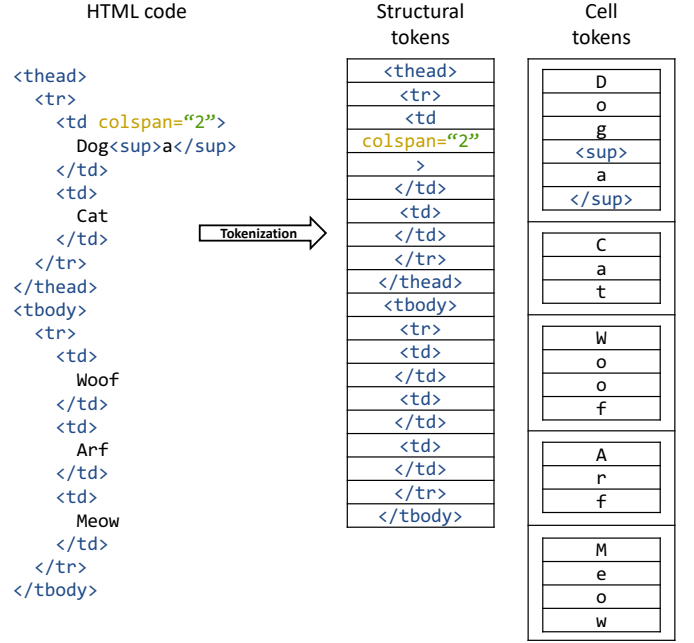 HTML code
<thead>
<tr>
<td colspan=“2”>
Dog<sup>a</sup>
</td>
<td>
Cat
</td>
</tr>
</thead>
<tbody>
<tr>
<td>
Woof
</td>
<td>
Arf
</td>
<td>
Meow
</td>
</tr>
</tbody>
Tokenization
Structural
tokens
<thead>
<tr>
<td
colspan=“2”
>
</td>
<td>
</td>
</tr>
</thead>
<tbody>
<tr>
<td>
</td>
<td>
</td>
<td>
</td>
</tr>
</tbody>
Cell
tokens
D
o
g
<sup>
a
</sup>
C
a
t
W
o
o
f
A
r
f
M
e
o
w